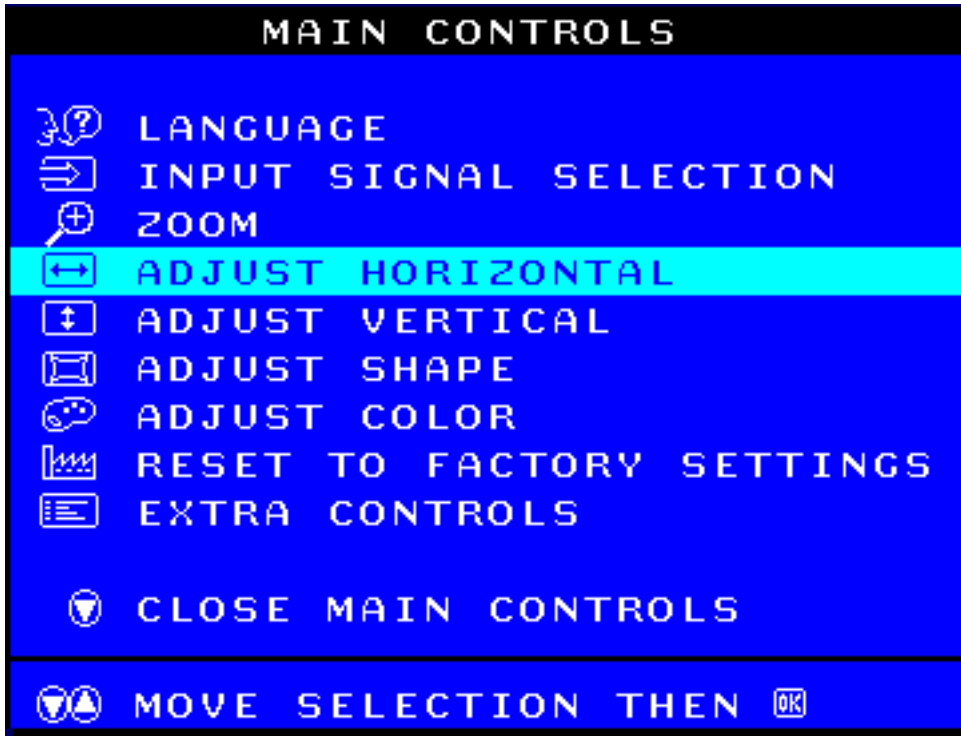 MAIN CONTROLS
LANGUAGE
INPUT SIGNAL SELECTION
ZOOM
ADJUST HORIZONTAL
ADJUST VERTICAL
ADJUST SHAPE
ADJUST COLOR
RESET TO FACTORY SETTINGS
EXTRA CONTROLS
CLOSE MAIN CONTROLS
MOVE SELECTION THEN OK